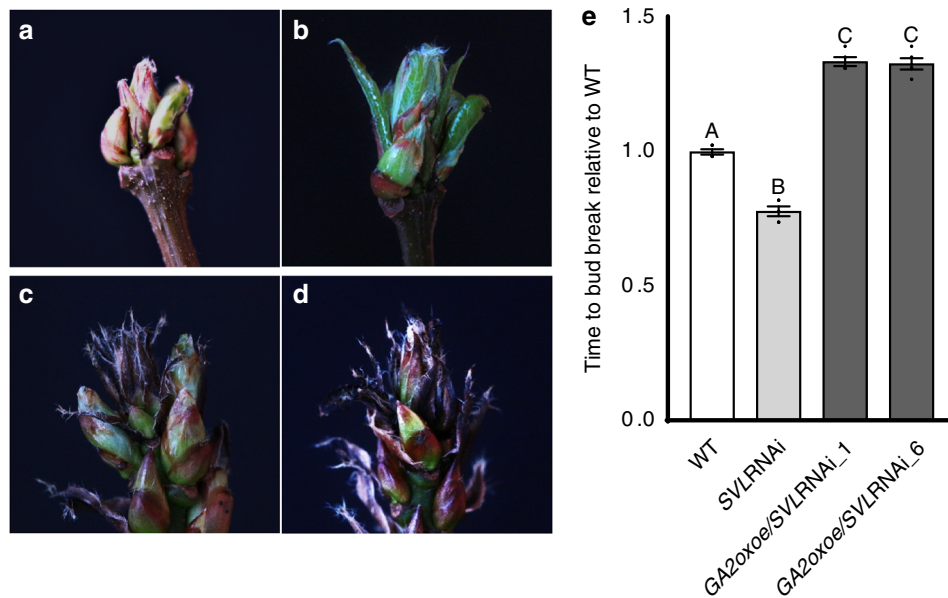 a
b
c
d
e
Time to bud break relative to WT
1.5
1.0
0.5
0.0
A
B
C
C
WT
SVLRNAi
GA2oxoe/SVLRNAi_1
GA2oxoe/SVLRNAi_6